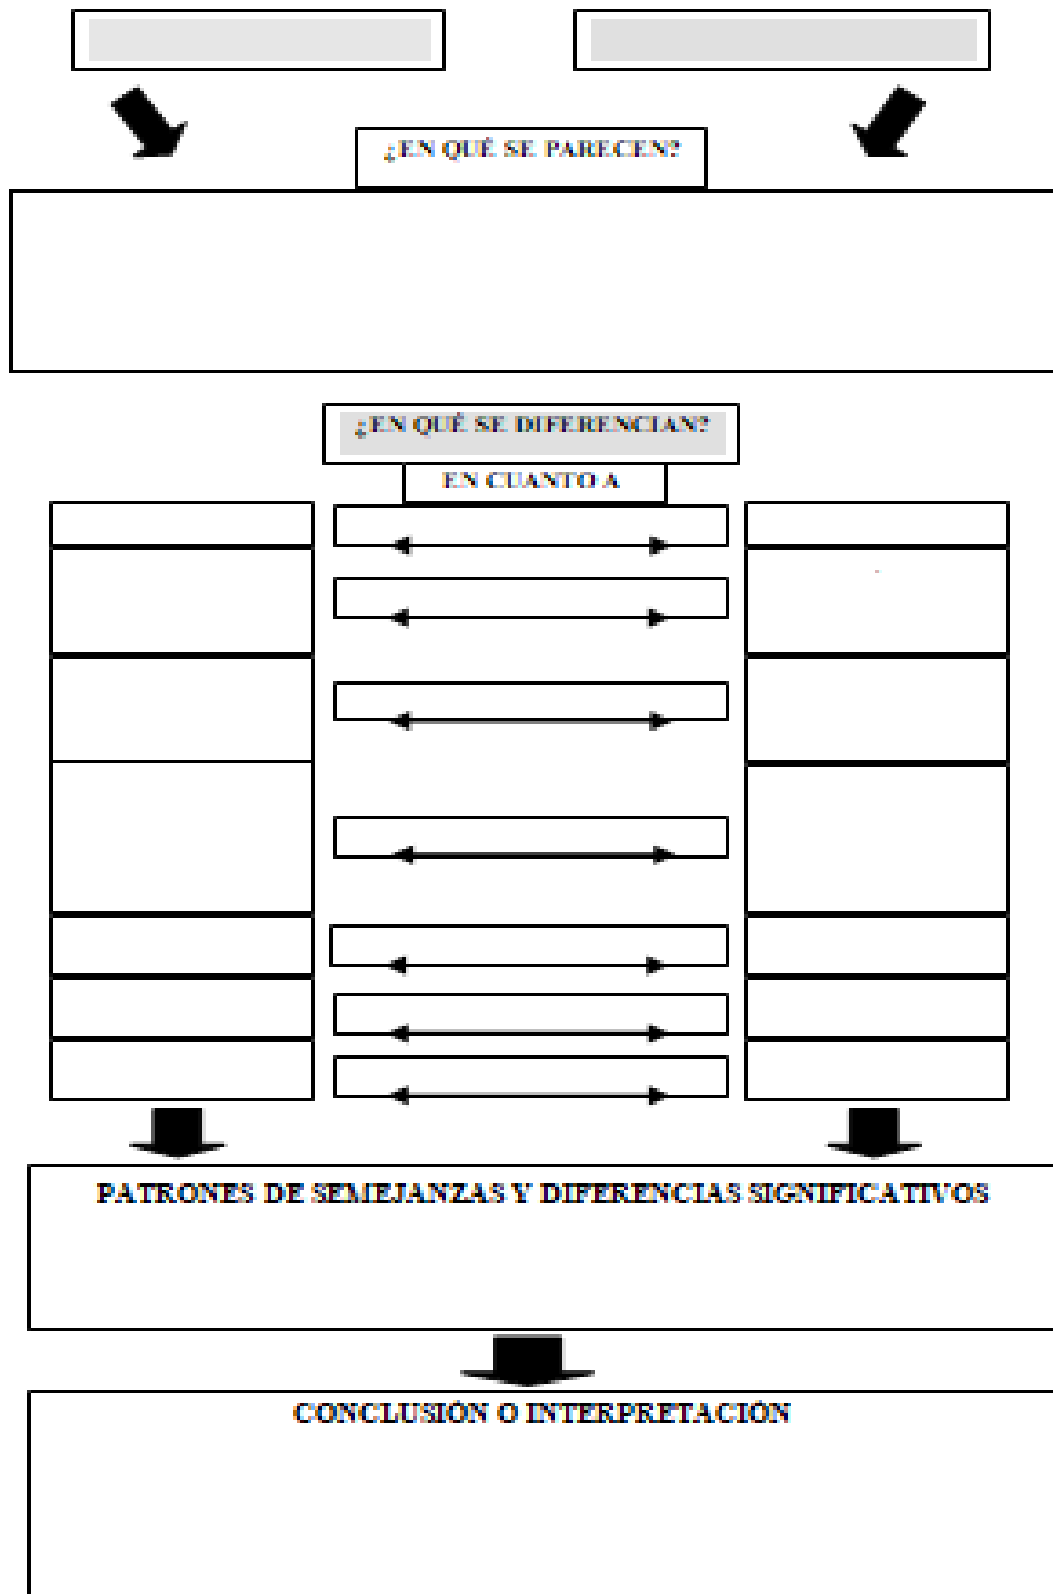 ¿EN QUÉ SE PARECEN?
¿EN QUÉ SE DIFERENCIAN?
EN CUANTO A
PATRONES DE SEMEJANZAS Y DIFERENCIAS SIGNIFICATIVOS
CONCLUSIÓN O INTERPRETACIÓN